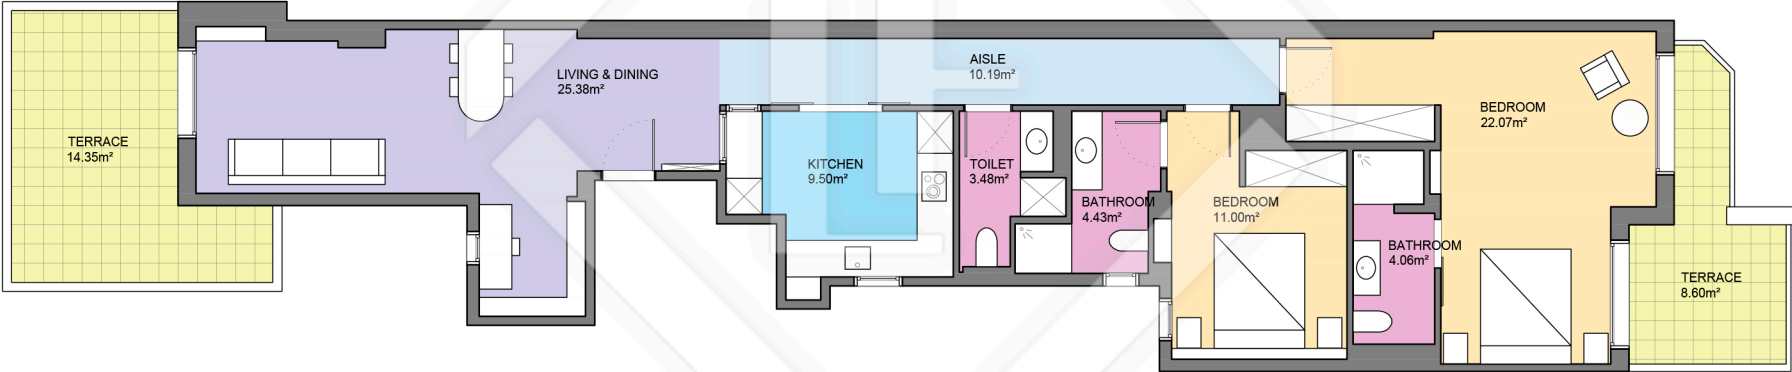 TERRACE
14.35m²
LIVING & DINING
25.38m²
KITCHEN
9.50m²
AISLE
10.19m²
TOILET
3.48m²
BATHROOM
4.43m²
BEDROOM
11.00m²
BATHROOM
4.06m²
BEDROOM
22.07m²
TERRACE
8.60m²